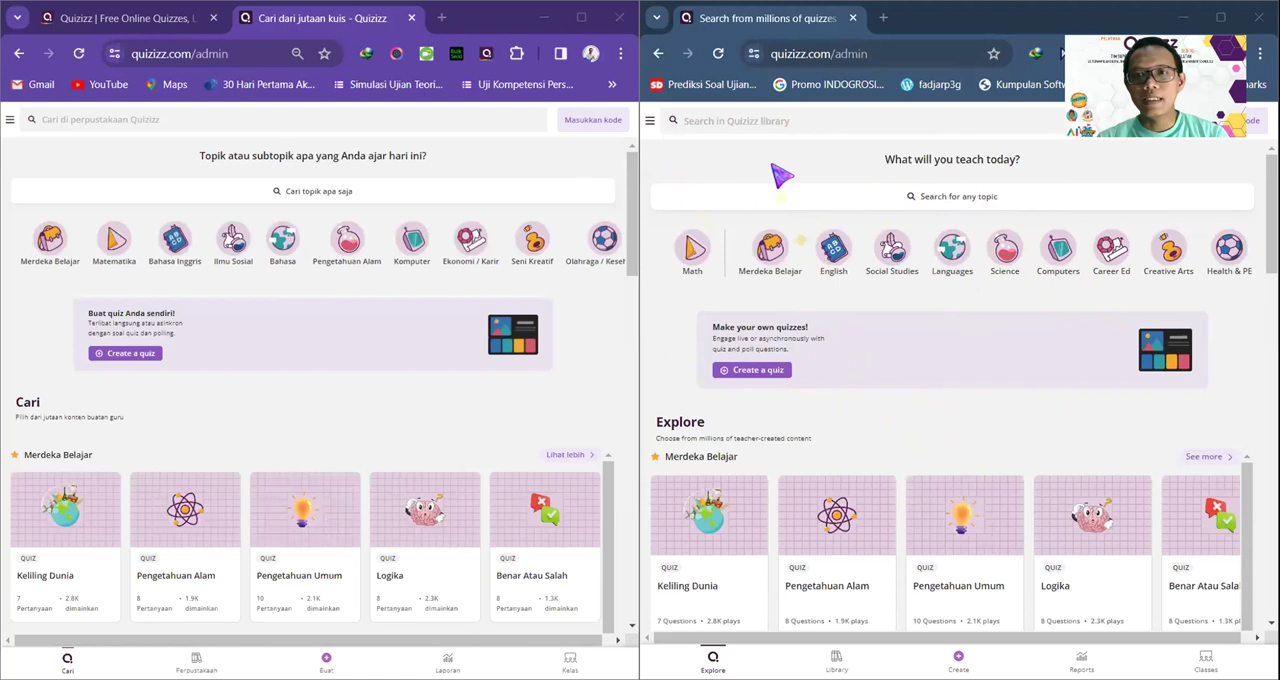 Quizizz | Free Online Quizzes, L
Cari dari jutaan kuis - Quizizz
quizizz.com/admin
Gmail
YouTube
Maps
30 Hari Pertama Ak...
Simulasi Ujian Teori...
Uji Kompetensi Pers...
Cari di perpustakaan Quizizz
Masukkan kode
Topik atau subtopik apa yang Anda ajar hari ini?
Cari topik apa saja
Merdeka Belajar
Matematika
Bahasa Inggris
Ilmu Sosial
Bahasa
Pengetahuan Alam
Komputer
Ekonomi / Karir
Seni Kreatif
Olahraga / Keseh
Buat quiz Anda sendiri!
Terlibat langsung atau asinkron
dengan soal quiz dan polling.
Create a quiz
Cari
Pilih dari jutaan konten buatan guru
Merdeka Belajar
Lihat lebih
QUIZ
Keliling Dunia
7 Pertanyaan • 2.8K dimainkan
QUIZ
Pengetahuan Alam
8 Pertanyaan • 1.9K dimainkan
QUIZ
Pengetahuan Umum
10 Pertanyaan • 2.1K dimainkan
QUIZ
Logika
8 Pertanyaan • 2.3K dimainkan
QUIZ
Benar Atau Salah
8 Pertanyaan • 1.3K dimainkan
Cari
Perpustakaan
Buat
Laporan
Kelas
Search from millions of quizzes
quizizz.com/admin
Prediksi Soal Ujian...
Promo INDOGROSI...
fadjarp3g
Kumpulan Softw
arks
Search in Quizizz library
ode
What will you teach today?
Search for any topic
Math
Merdeka Belajar
English
Social Studies
Languages
Science
Computers
Career Ed
Creative Arts
Health & PE
Make your own quizzes!
Engage live or asynchronously with
quiz and poll questions.
Create a quiz
Explore
Choose from millions of teacher-created content
Merdeka Belajar
See more
QUIZ
Keliling Dunia
7 Questions • 2.8K plays
QUIZ
Pengetahuan Alam
8 Questions • 1.9K plays
QUIZ
Pengetahuan Umum
10 Questions • 2.1K plays
QUIZ
Logika
8 Questions • 2.3K plays
QUIZ
Benar Atau Sala
8 Questions • 1.3K pl
Explore
Library
Create
Reports
Classes